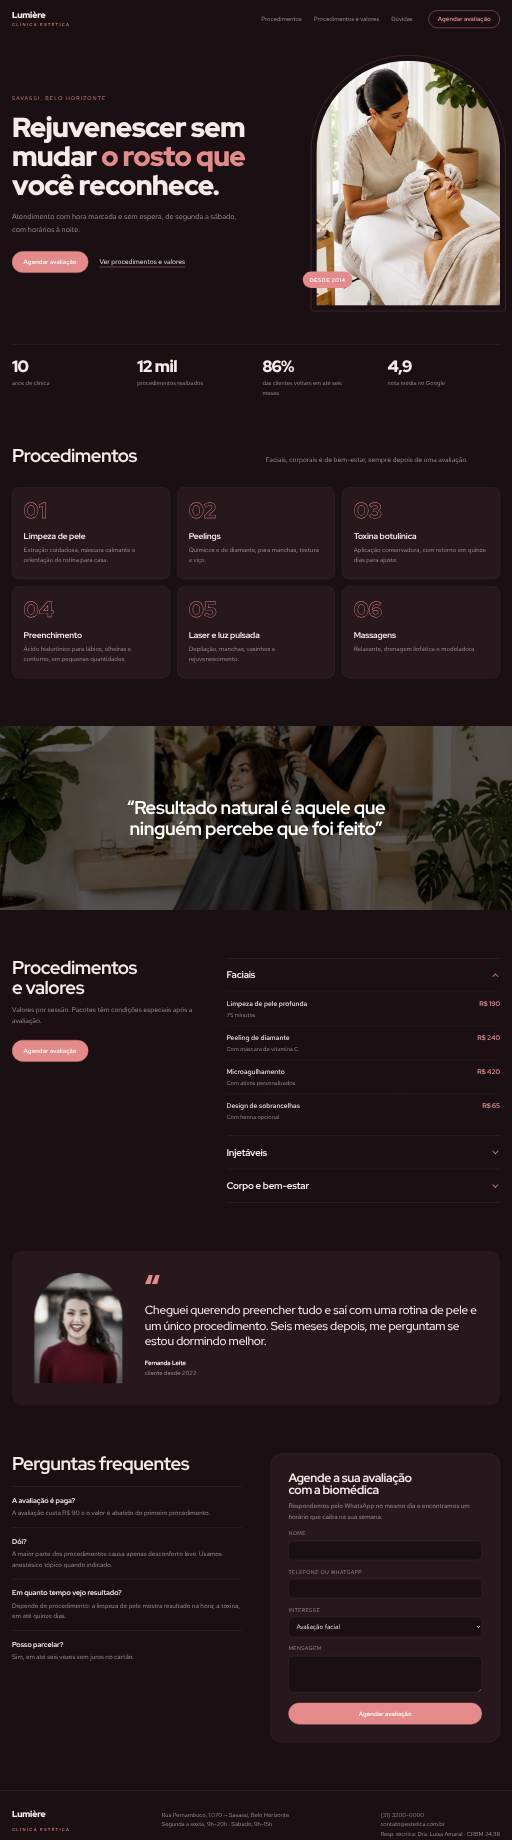 Lumière
CLÍNICA ESTÉTICA
Procedimentos
Procedimentos e valores
Dúvidas
Agendar avaliação
SAVASSI, BELO HORIZONTE
Rejuvenescer sem
mudar o rosto que
você reconhece.
Atendimento com hora marcada e sem espera, de segunda a sábado,
com horários à noite.
Agendar avaliação
Ver procedimentos e valores
DESDE 2014
10
anos de clínica
12 mil
procedimentos realizados
86%
das clientes voltam em até seis
meses
4,9
nota média no Google
Procedimentos
Faciais, corporais e de bem-estar, sempre depois de uma avaliação.
01
Limpeza de pele
Extração cuidadosa, máscara calmante e
orientação de rotina para casa.
02
Peelings
Químicos e de diamante, para manchas, textura
e viço.
03
Toxina botulínica
Aplicação conservadora, com retorno em quinze
dias para ajuste.
04
Preenchimento
Ácido hialurônico para lábios, olheiras e
contorno, em pequenas quantidades.
05
Laser e luz pulsada
Depilação, manchas, vasinhos e
rejuvenescimento.
06
Massagens
Relaxante, drenagem linfática e modeladora.
“Resultado natural é aquele que
ninguém percebe que foi feito”
Procedimentos
e valores
Valores por sessão. Pacotes têm condições especiais após a
avaliação.
Agendar avaliação
Faciais
Limpeza de pele profunda
R$ 190
75 minutos
Peeling de diamante
R$ 240
Com máscara de vitamina C
Microagulhamento
R$ 420
Com ativos personalizados
Design de sobrancelhas
R$ 65
Com henna opcional
Injetáveis
Corpo e bem-estar
“
Cheguei querendo preencher tudo e saí com uma rotina de pele e
um único procedimento. Seis meses depois, me perguntam se
estou dormindo melhor.
Fernanda Leite
cliente desde 2022
Perguntas frequentes
A avaliação é paga?
A avaliação custa R$ 90 e o valor é abatido do primeiro procedimento.
Dói?
A maior parte dos procedimentos causa apenas desconforto leve. Usamos
anestésico tópico quando indicado.
Em quanto tempo vejo resultado?
Depende do procedimento: a limpeza de pele mostra resultado na hora; a toxina,
em até quinze dias.
Posso parcelar?
Sim, em até seis vezes sem juros no cartão.
Agende a sua avaliação
com a biomédica
Respondemos pelo WhatsApp no mesmo dia e encontramos um
horário que caiba na sua semana.
NOME
TELEFONE OU WHATSAPP
INTERESSE
Avaliação facial
MENSAGEM
Agendar avaliação
Lumière
CLÍNICA ESTÉTICA
Rua Pernambuco, 1.070 — Savassi, Belo Horizonte
Segunda a sexta, 9h–20h · Sábado, 9h–15h
(31) 3200-0000
contato@estetica.com.br
Resp. técnica: Dra. Luísa Amaral · CRBM 24.118